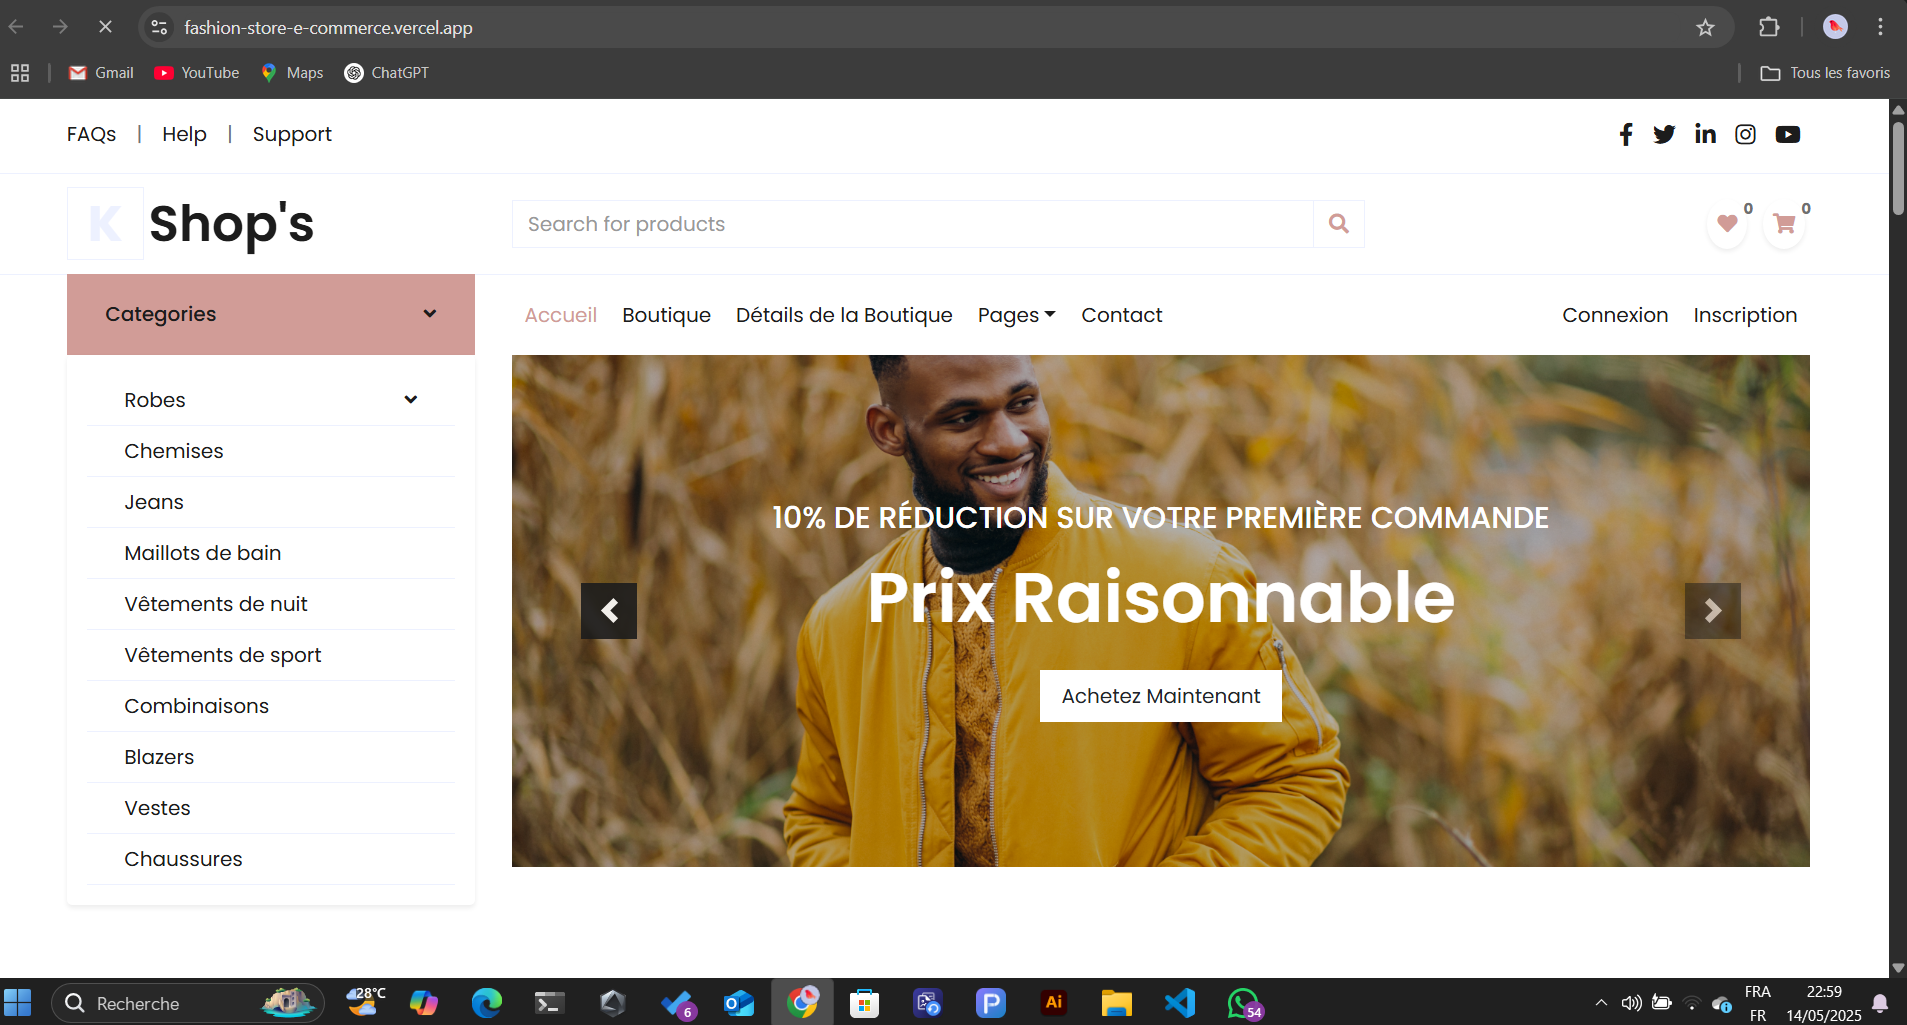 fashion-store-e-commerce.vercel.app
Gmail YouTube Maps ChatGPT Tous les favoris
FAQs | Help | Support
K Shop's
Search for products
0 0
Categories
Accueil Boutique Détails de la Boutique Pages Contact Connexion Inscription
Robes
Chemises
Jeans
Maillots de bain
Vêtements de nuit
Vêtements de sport
Combinaisons
Blazers
Vestes
Chaussures
10% DE RÉDUCTION SUR VOTRE PREMIÈRE COMMANDE
Prix Raisonnable
Achetez Maintenant
Recherche
28°C
6
P
Ai
54
FRA
FR
22:59
14/05/2025